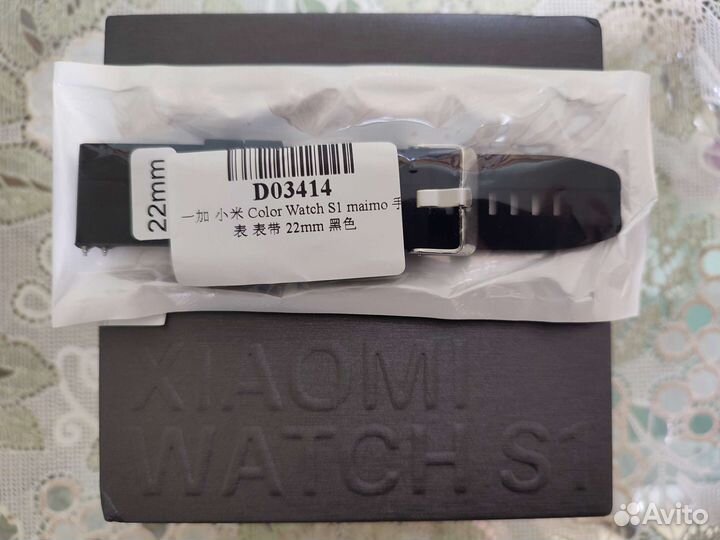 22mm
D03414
一加 小米 Color Watch S1 maimo 手
表 表带 22mm 黑色
XIAOMI
WATCH S1
Avito